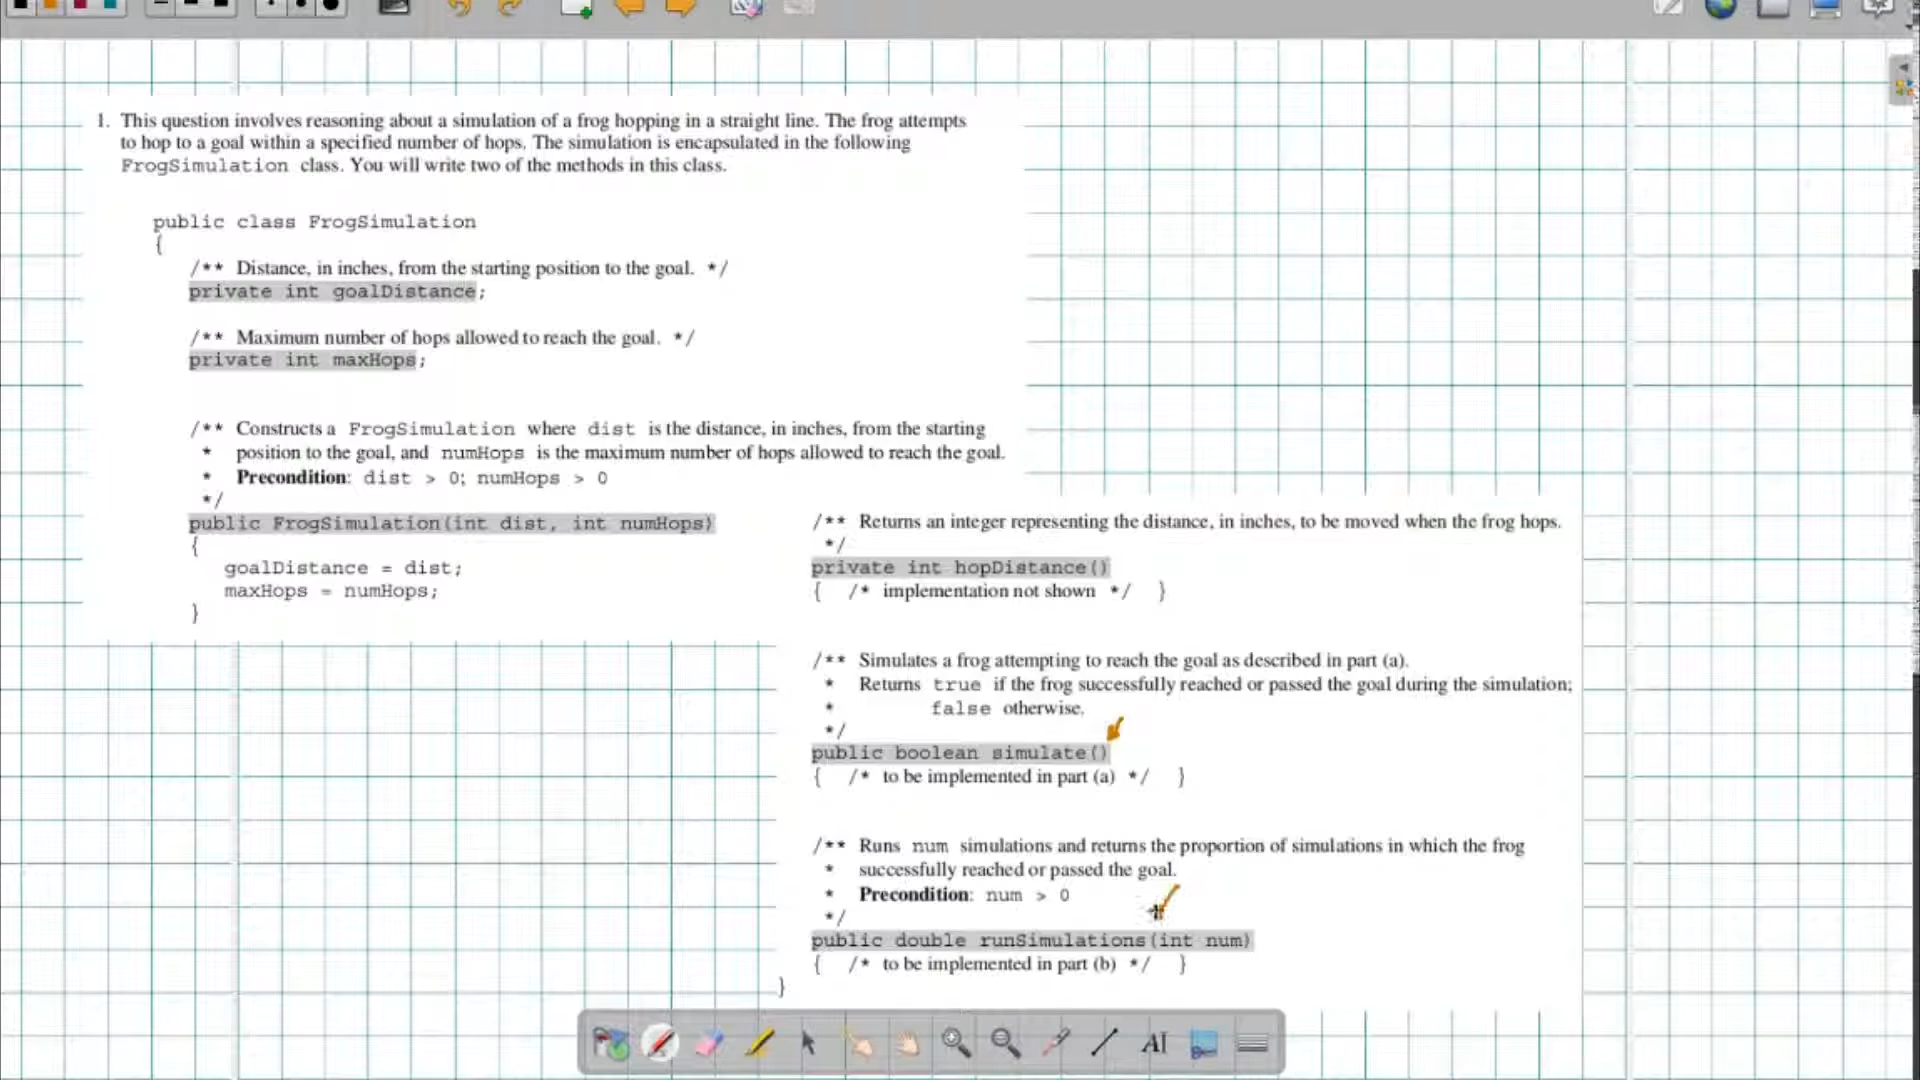 1. This question involves reasoning about a simulation of a frog hopping in a straight line. The frog attempts
to hop to a goal within a specified number of hops. The simulation is encapsulated in the following
FrogSimulation class. You will write two of the methods in this class.
public class FrogSimulation
{
/** Distance, in inches, from the starting position to the goal. */
private int goalDistance;
/** Maximum number of hops allowed to reach the goal. */
private int maxHops;
/** Constructs a FrogSimulation where dist is the distance, in inches, from the starting
* position to the goal, and numHops is the maximum number of hops allowed to reach the goal.
* Precondition: dist > 0; numHops > 0
*/
public FrogSimulation(int dist, int numHops)
{
goalDistance = dist;
maxHops = numHops;
}
/** Returns an integer representing the distance, in inches, to be moved when the frog hops.
*/
private int hopDistance()
{ /* implementation not shown */ }
/** Simulates a frog attempting to reach the goal as described in part (a).
* Returns true if the frog successfully reached or passed the goal during the simulation;
* false otherwise.
*/
public boolean simulate()
{ /* to be implemented in part (a) */ }
/** Runs num simulations and returns the proportion of simulations in which the frog
* successfully reached or passed the goal.
* Precondition: num > 0
*/
public double runSimulations(int num)
{ /* to be implemented in part (b) */ }
}
AI